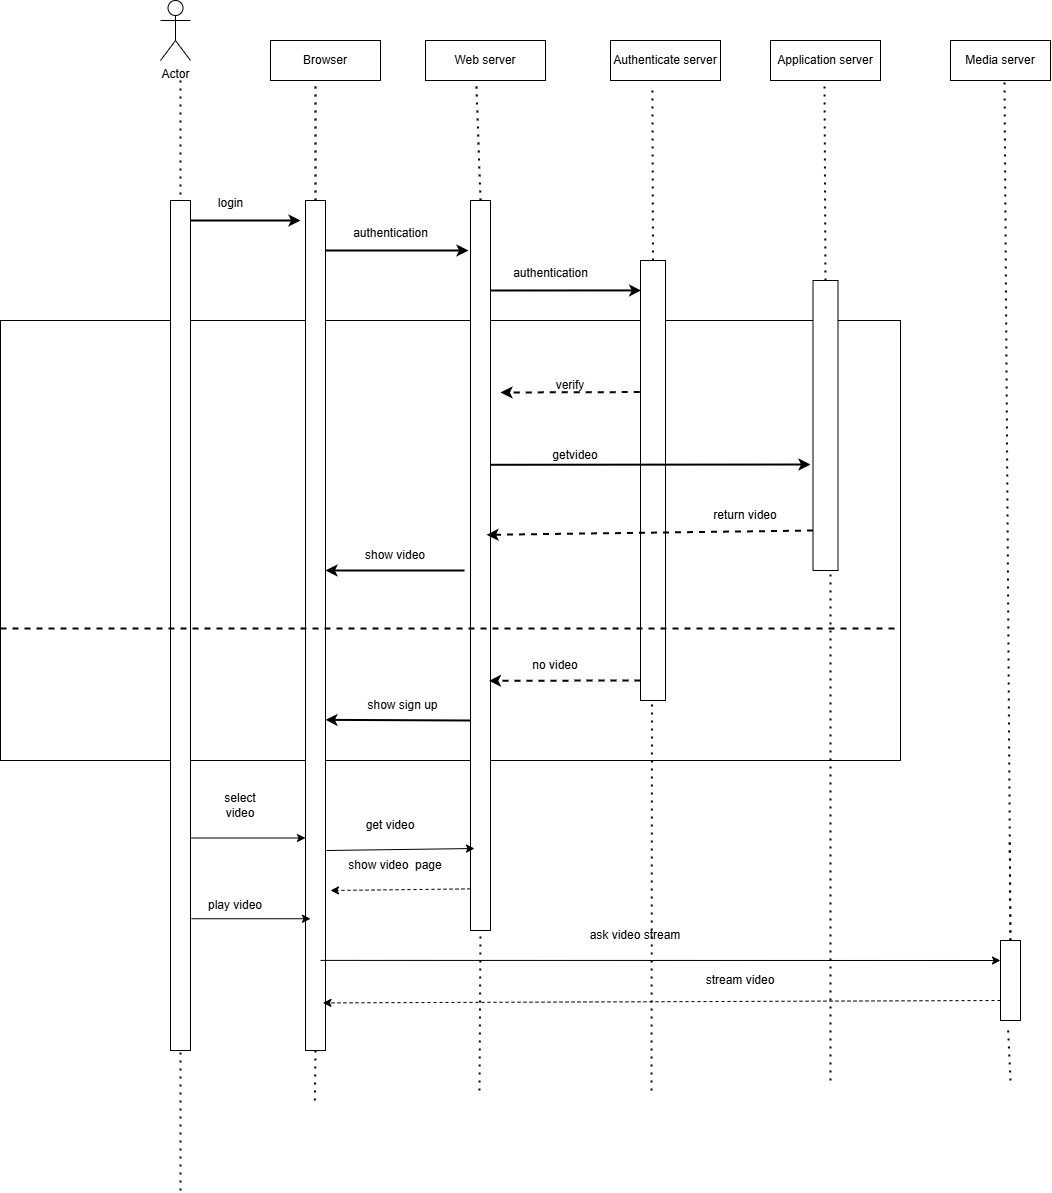 Actor
Browser
Web server
Authenticate server
Application server
Media server
login
authentication
authentication
verify
getvideo
return video
show video
no video
show sign up
select
video
get video
show video  page
play video
ask video stream
stream video